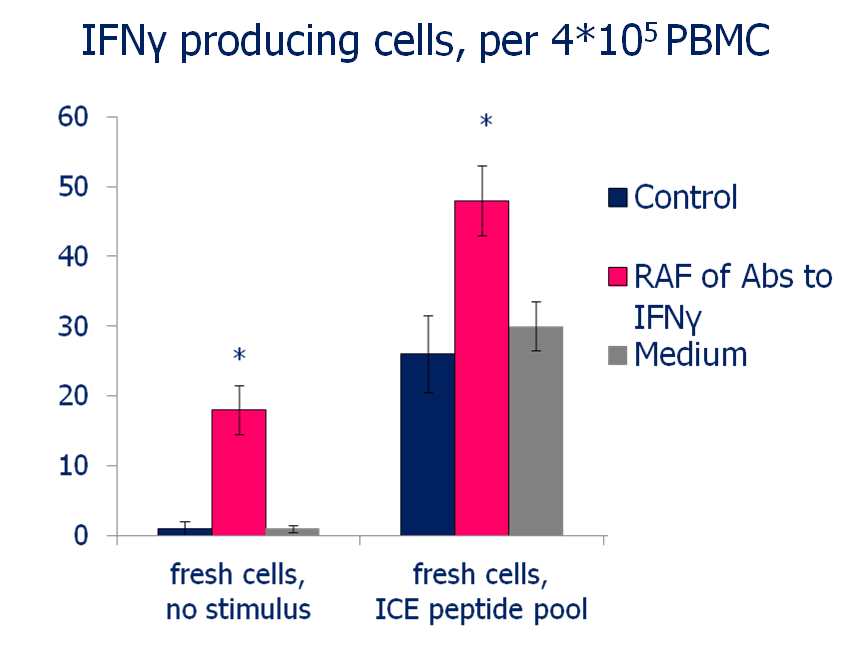 IFNγ producing cells, per 4*10⁵ PBMC
60
50
40
30
20
10
0
*
*
fresh cells,
no stimulus
fresh cells,
ICE peptide pool
Control
RAF of Abs to
IFNγ
Medium